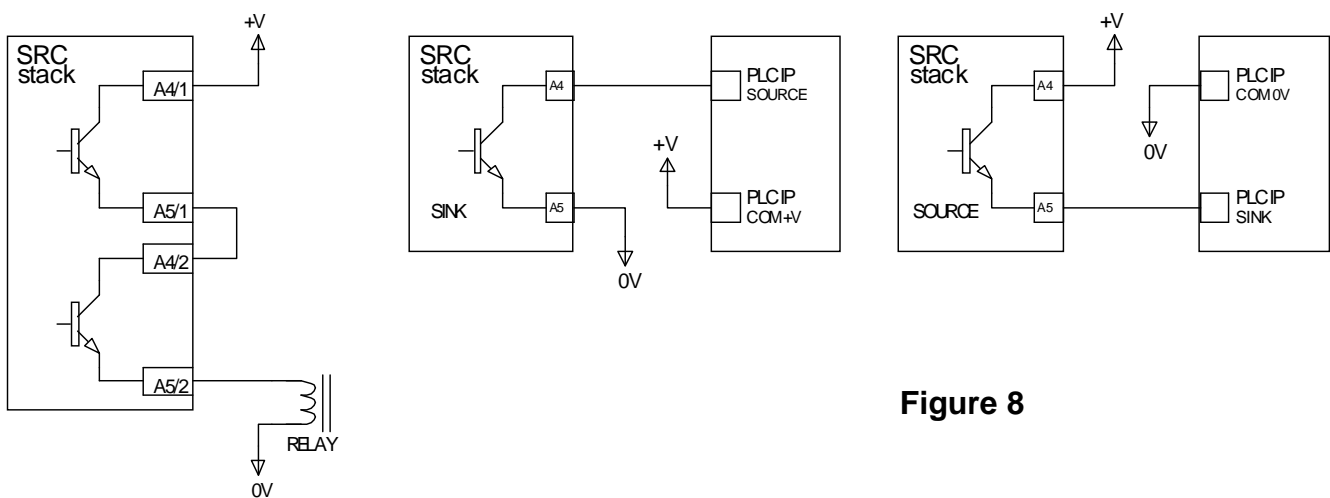 +V
SRC
stack
A4/1
A5/1
A4/2
A5/2
RELAY
0V
SRC
stack
A4
SINK
A5
0V
+V
PLC IP
SOURCE
PLC IP
COM+V
SRC
stack
A4
SOURCE
A5
+V
0V
PLC IP
COM 0V
PLC IP
SINK
Figure 8